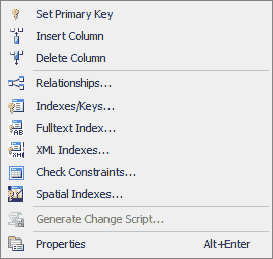 Set Primary Key
Insert Column
Delete Column
Relationships...
Indexes/Keys...
Fulltext Index...
XML Indexes...
Check Constraints...
Spatial Indexes...
Generate Change Script...
Properties Alt+Enter